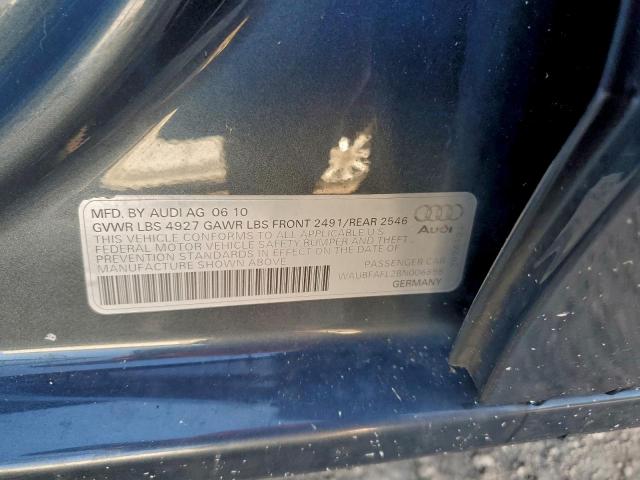 MFD. BY AUDI AG 06 10
GVWR LBS 4927 GAWR LBS FRONT 2491/REAR 2546
THIS VEHICLE CONFORMS TO ALL APPLICABLE U.S.
FEDERAL MOTOR VEHICLE SAFETY BUMPER AND THEFT
PREVENTION STANDARDS IN EFFECT ON THE DATE OF
MANUFACTURE SHOWN ABOVE
Audi
PASSENGER CAR
GERMANY